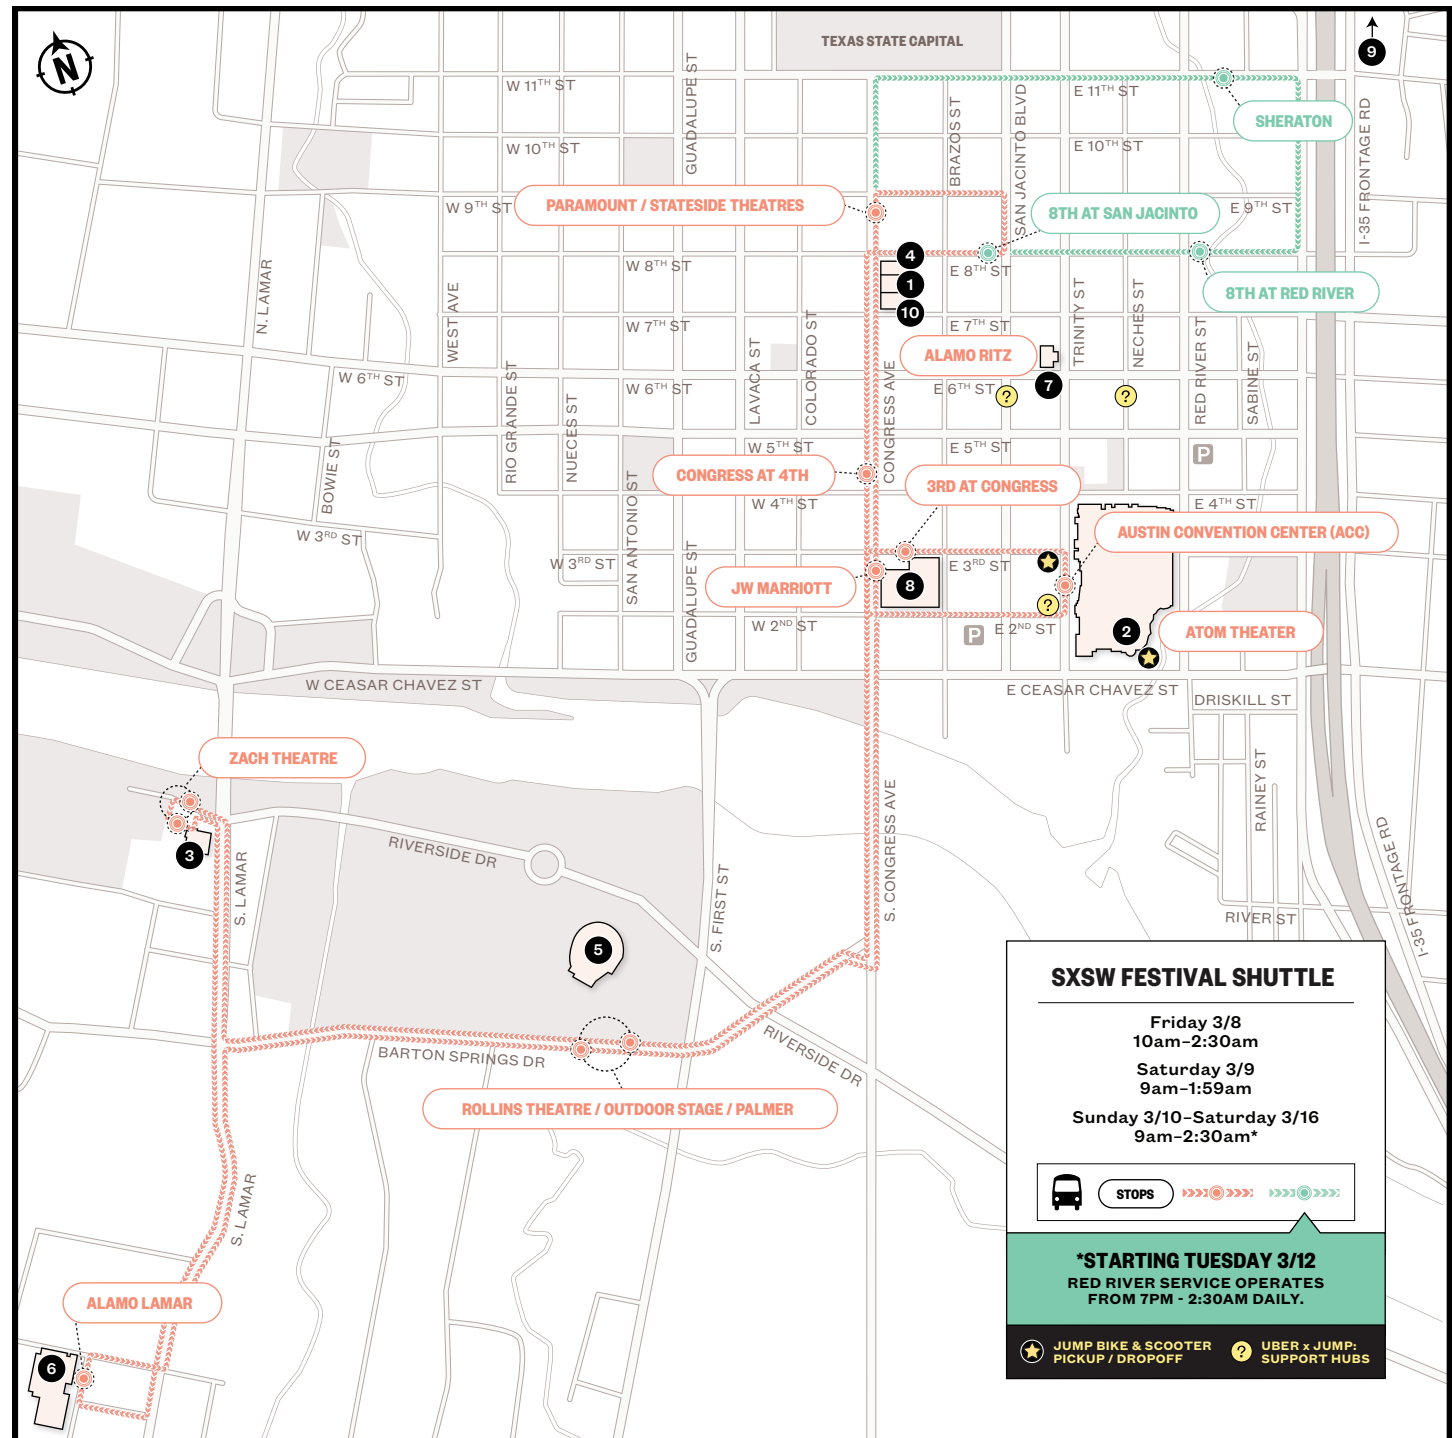 TEXAS STATE CAPITAL
9
N
W 11TH ST
E 11TH ST
SHERATON
GUADALUPE ST
BRAZOS ST
SAN JACINTO BLVD
I-35 FRONTAGE RD
W 10TH ST
E 10TH ST
PARAMOUNT / STATESIDE THEATRES
W 9TH ST
8TH AT SAN JACINTO
E 9TH ST
4
W 8TH ST
E 8TH ST
1
8TH AT RED RIVER
10
N. LAMAR
WEST AVE
W 7TH ST
E 7TH ST
TRINITY ST
NECHES ST
ALAMO RITZ
7
W 6TH ST
W 6TH ST
E 6TH ST
?
?
RIO GRANDE ST
NUECES ST
LAVACA ST
COLORADO ST
CONGRESS AVE
RED RIVER ST
SABINE ST
BOWIE ST
W 5TH ST
E 5TH ST
P
CONGRESS AT 4TH
3RD AT CONGRESS
W 4TH ST
E 4TH ST
SAN ANTONIO ST
W 3RD ST
AUSTIN CONVENTION CENTER (ACC)
W 3RD ST
E 3RD ST
GUADALUPE ST
JW MARRIOTT
8
?
W 2ND ST
P
E 2ND ST
2
ATOM THEATER
W CEASAR CHAVEZ ST
E CEASAR CHAVEZ ST
DRISKILL ST
ZACH THEATRE
RAINEY ST
3
RIVERSIDE DR
S. LAMAR
S. FIRST ST
S. CONGRESS AVE
I-35 FRONTAGE RD
RIVER ST
5
BARTON SPRINGS DR
RIVERSIDE DR
ROLLINS THEATRE / OUTDOOR STAGE / PALMER
S. LAMAR
ALAMO LAMAR
6
SXSW FESTIVAL SHUTTLE
Friday 3/8
10am–2:30am
Saturday 3/9
9am–1:59am
Sunday 3/10–Saturday 3/16
9am–2:30am*
STOPS
*STARTING TUESDAY 3/12
RED RIVER SERVICE OPERATES
FROM 7PM - 2:30AM DAILY.
JUMP BIKE & SCOOTER
PICKUP / DROPOFF
?
UBER x JUMP:
SUPPORT HUBS